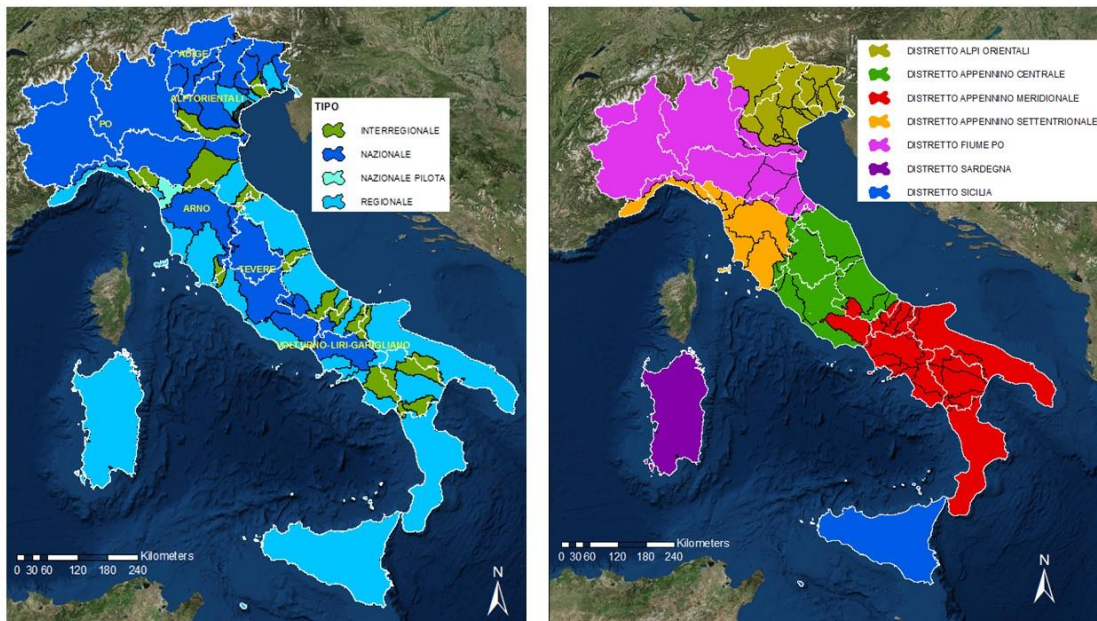 ADIGE
ALPI ORIENTALI
PO
ARNO
TEVERE
VOLTURNO-LIRI-GARIGLIANO
TIPO
INTERREGIONALE
NAZIONALE
NAZIONALE PILOTA
REGIONALE
Kilometers
0 30 60 120 180 240
N
DISTRETTO ALPI ORIENTALI
DISTRETTO APPENNINO CENTRALE
DISTRETTO APPENNINO MERIDIONALE
DISTRETTO APPENNINO SETTENTRIONALE
DISTRETTO FIUME PO
DISTRETTO SARDEGNA
DISTRETTO SICILIA
Kilometers
0 30 60 120 180 240
N